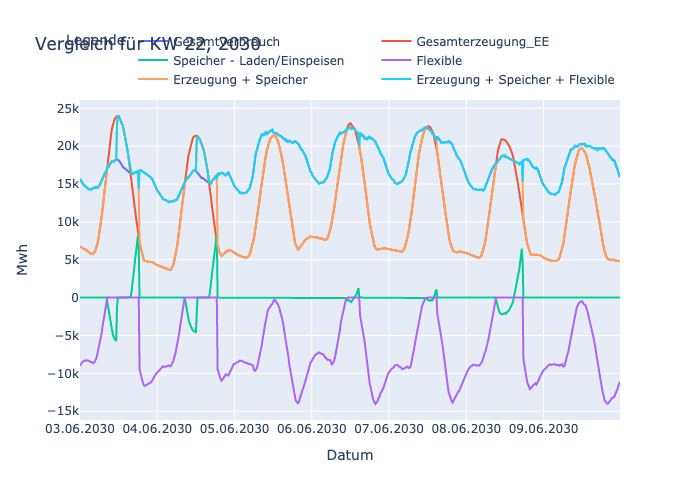 Vergleich für KW 22, 2030
Legende
Gesamtverbrauch
Gesamterzeugung_EE
Speicher - Laden/Einspeisen
Flexible
Erzeugung + Speicher
Erzeugung + Speicher + Flexible
25k
20k
15k
10k
5k
0
−5k
−10k
−15k
Mwh
03.06.2030
04.06.2030
05.06.2030
06.06.2030
07.06.2030
08.06.2030
09.06.2030
Datum